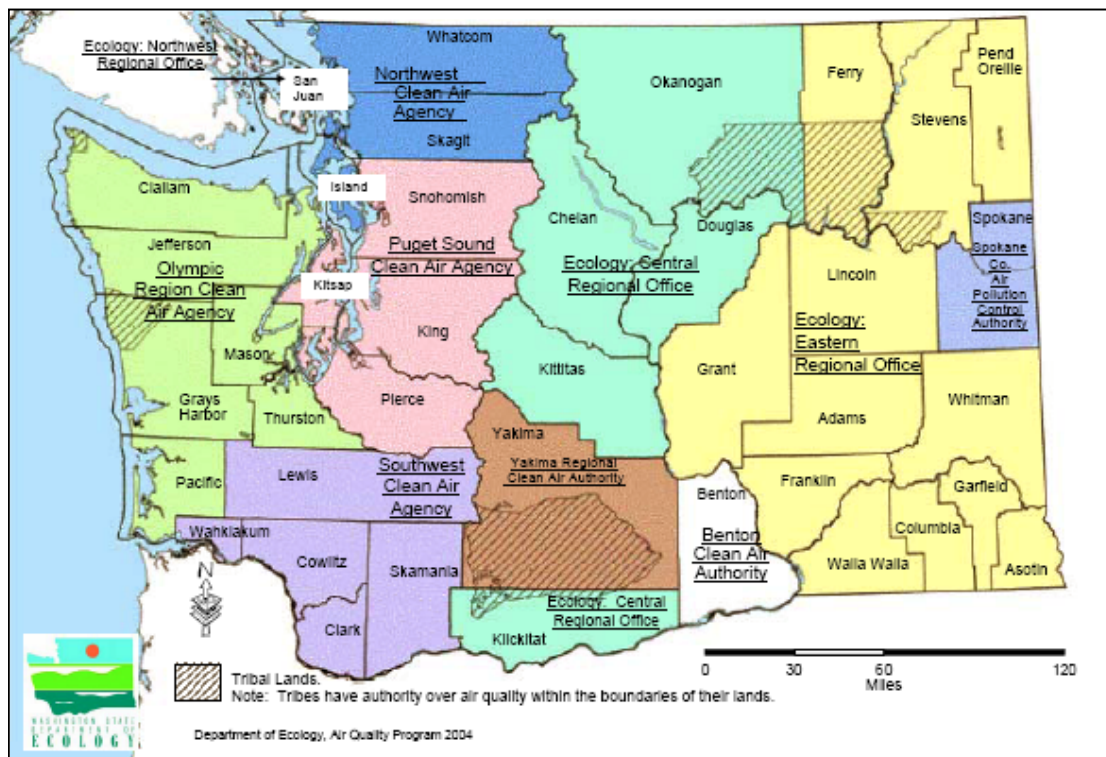 Ecology: Northwest
Regional Office
San
Juan
Whatcom
Northwest
Clean Air
Agency
Skagit
Island
Okanogan
Ferry
Pend
Oreille
Stevens
Clallam
Jefferson
Olympic
Region Clean
Air Agency
Kitsap
Mason
Grays
Harbor
Thurston
Pacific
Snohomish
Puget Sound
Clean Air Agency
King
Pierce
Chelan
Douglas
Ecology: Central
Regional Office
Kittitas
Lincoln
Spokane
Spokane
Co.
Air
Pollution
Control
Authority
Ecology:
Eastern
Regional Office
Grant
Adams
Whitman
Yakima
Yakima Regional
Clean Air Authority
Lewis
Southwest
Clean Air
Agency
Wahkiakum
Cowlitz
Skamania
Clark
Benton
Benton
Clean Air
Authority
Franklin
Garfield
Columbia
Walla Walla
Asotin
Ecology: Central
Regional Office
Klickitat
N
0 30 60 120
Miles
Tribal Lands.
Note: Tribes have authority over air quality within the boundaries of their lands.
WASHINGTON STATE
DEPARTMENT OF
ECOLOGY
Department of Ecology, Air Quality Program 2004